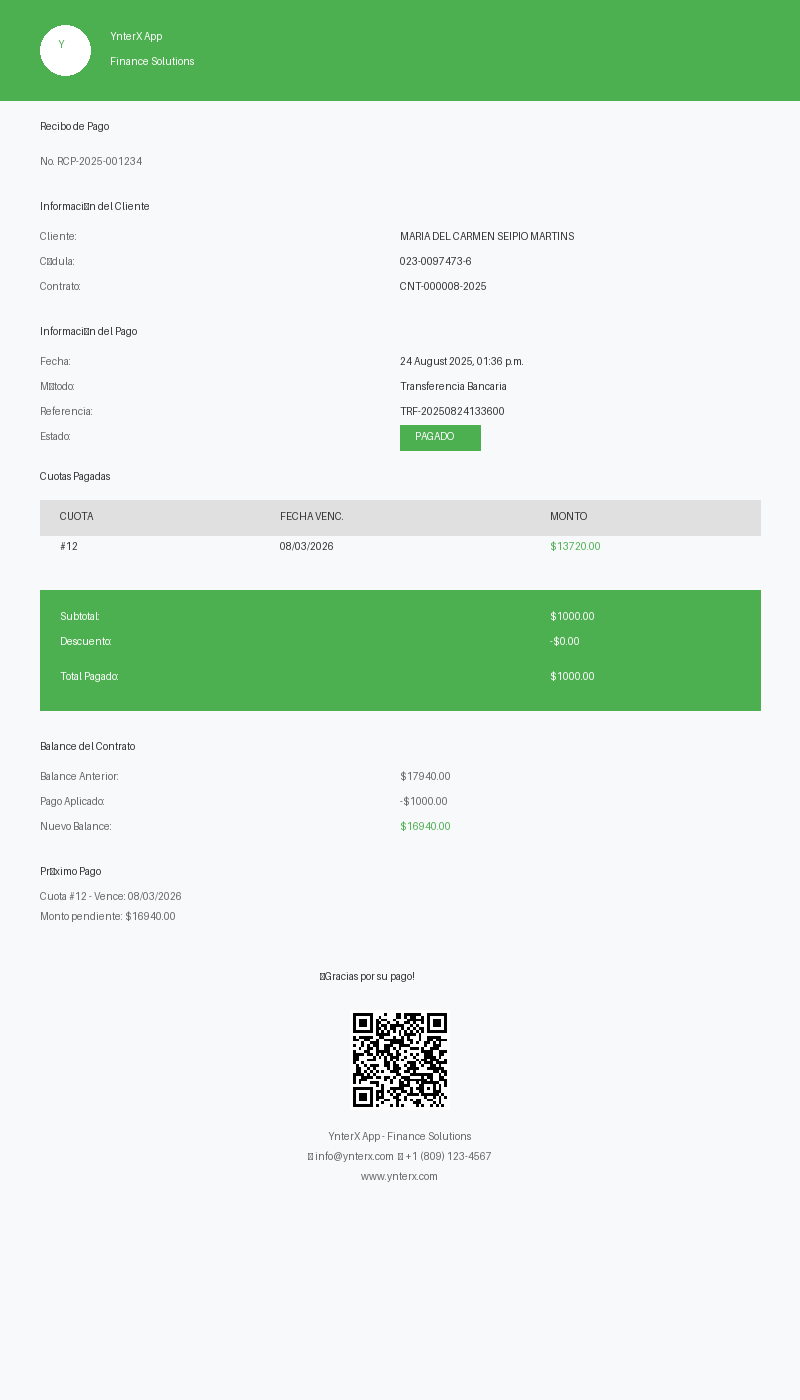 Y
YnterX App
Finance Solutions
Recibo de Pago
No. RCP-2025-001234
Informaci☒n del Cliente
Cliente: MARIA DEL CARMEN SEIPIO MARTINS
C☒dula: 023-0097473-6
Contrato: CNT-000008-2025
Informaci☒n del Pago
Fecha: 24 August 2025, 01:36 p.m.
M☒todo: Transferencia Bancaria
Referencia: TRF-20250824133600
Estado: PAGADO
Cuotas Pagadas
CUOTA FECHA VENC. MONTO
#12 08/03/2026 $13720.00
Subtotal: $1000.00
Descuento: -$0.00
Total Pagado: $1000.00
Balance del Contrato
Balance Anterior: $17940.00
Pago Aplicado: -$1000.00
Nuevo Balance: $16940.00
Pr☒ximo Pago
Cuota #12 - Vence: 08/03/2026
Monto pendiente: $16940.00
☒Gracias por su pago!
YnterX App - Finance Solutions
☒ info@ynterx.com ☒ +1 (809) 123-4567
www.ynterx.com